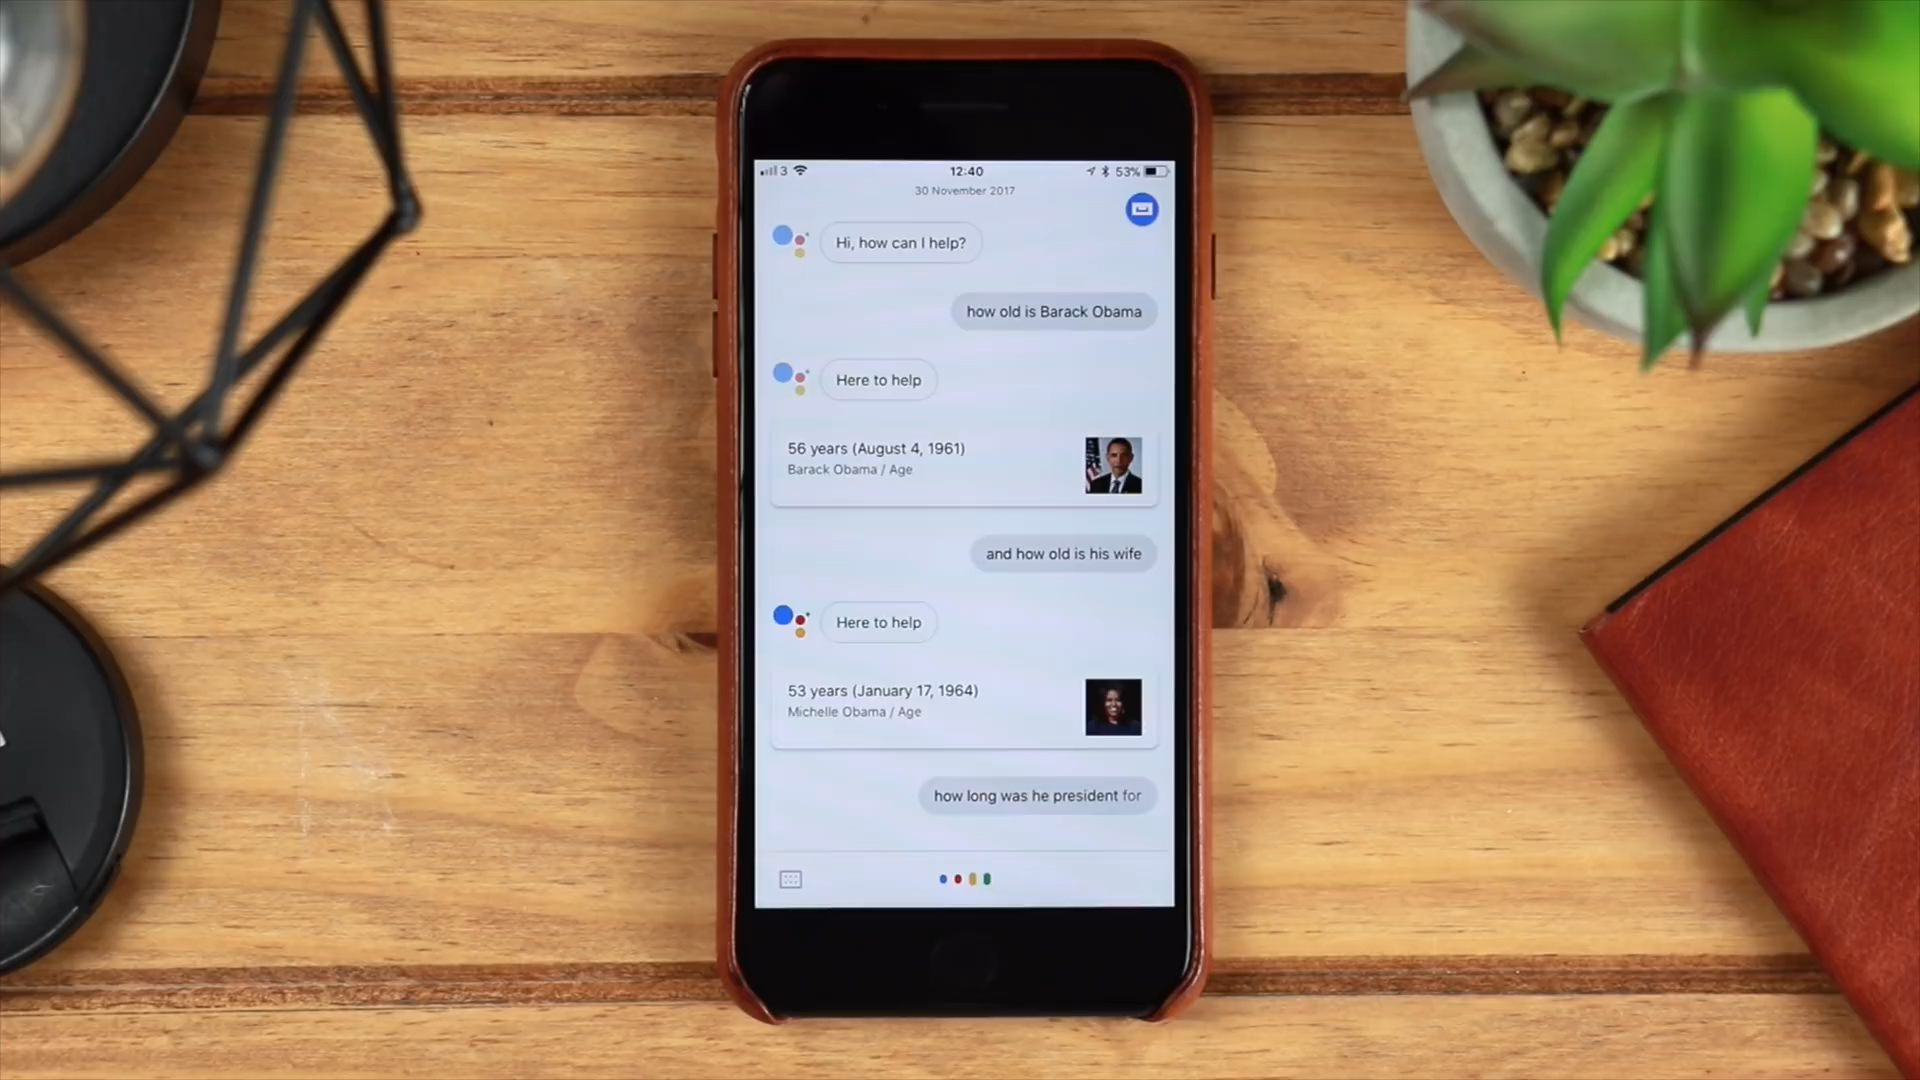 3 12:40 53%
30 November 2017
Hi, how can I help?
how old is Barack Obama
Here to help
56 years (August 4, 1961)
Barack Obama / Age
and how old is his wife
Here to help
53 years (January 17, 1964)
Michelle Obama / Age
how long was he president for